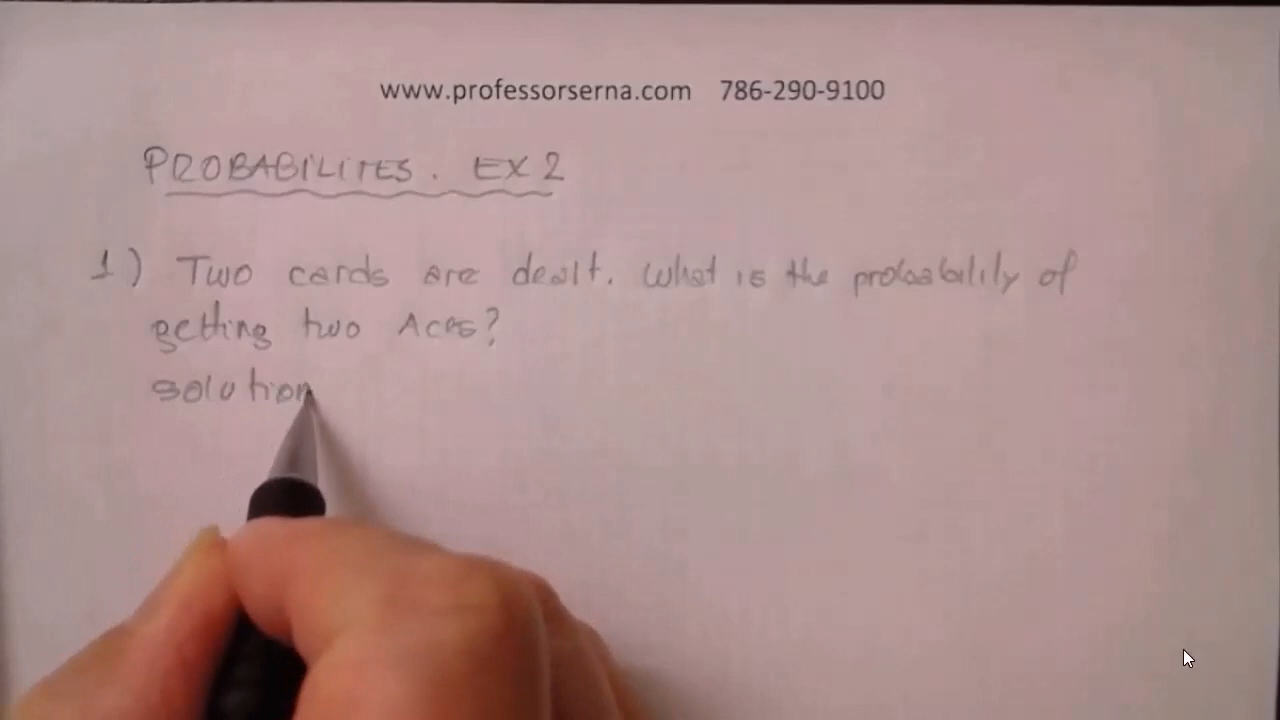 www.professorserna.com 786-290-9100
PROBABILITES. EX 2
1) Two cards are dealt. What is the probability of
getting two Aces?
solution